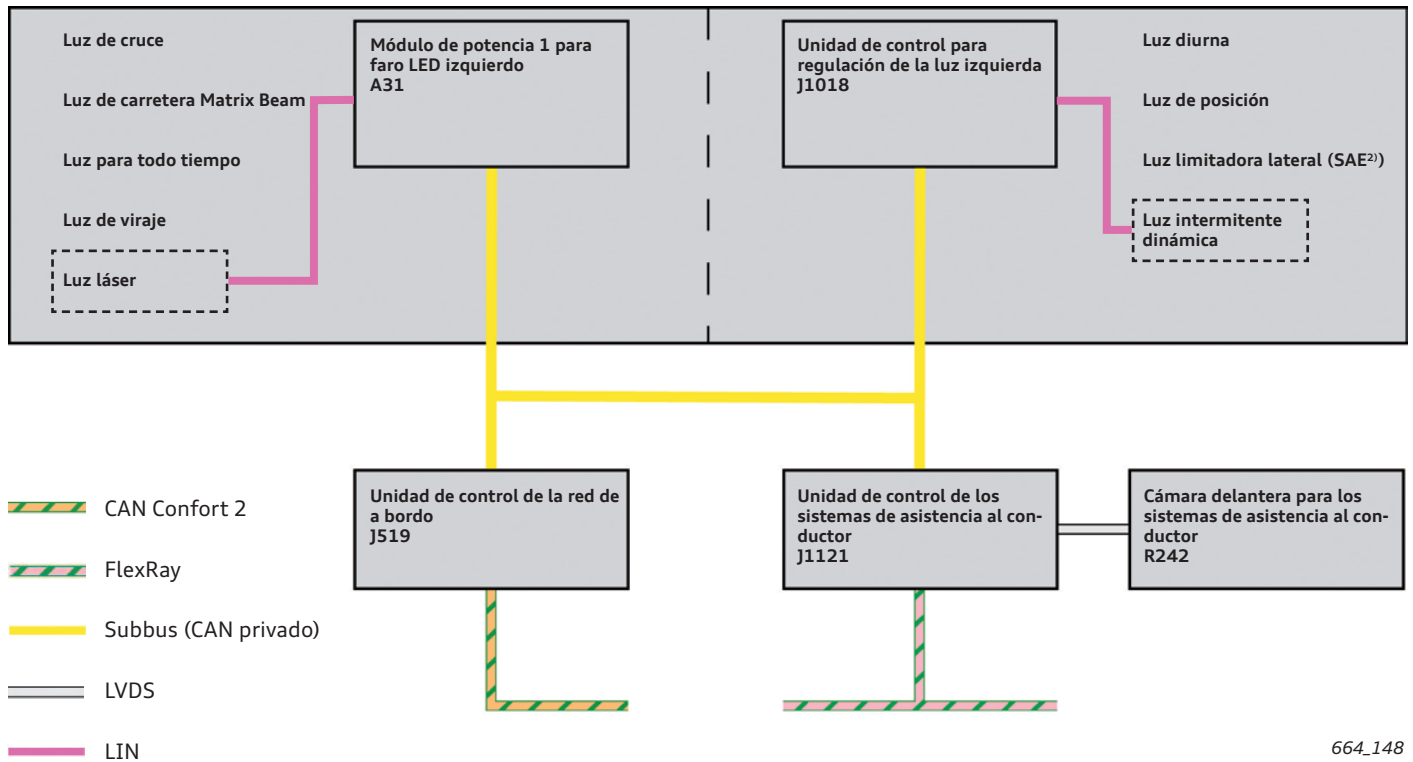 Luz de cruce
Luz de carretera Matrix Beam
Luz para todo tiempo
Luz de viraje
Luz láser
Módulo de potencia 1 para
faro LED izquierdo
A31
Unidad de control para
regulación de la luz izquierda
J1018
Luz diurna
Luz de posición
Luz limitadora lateral (SAE²⁾)
Luz intermitente
dinámica
Unidad de control de la red de
a bordo
J519
Unidad de control de los
sistemas de asistencia al con-
ductor
J1121
Cámara delantera para los
sistemas de asistencia al con-
ductor
R242
CAN Confort 2
FlexRay
Subbus (CAN privado)
LVDS
LIN
664_148